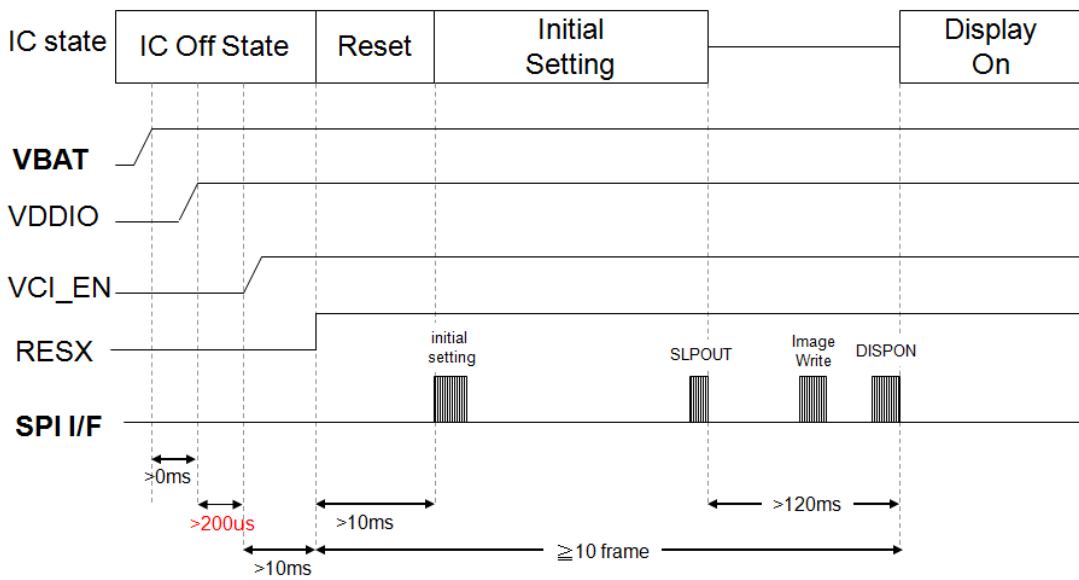 IC state
IC Off State
Reset
Initial
Setting
Display
On
VBAT
VDDIO
VCI_EN
RESX
initial
setting
SLPOUT
Image
Write
DISPON
SPI I/F
>0ms
>200us
>10ms
>120ms
>10ms
≧10 frame